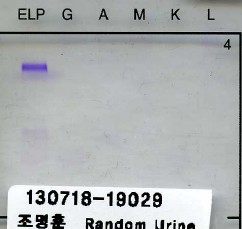 ELP G A M K L
4
130718-19029
조명훈 Random Urine